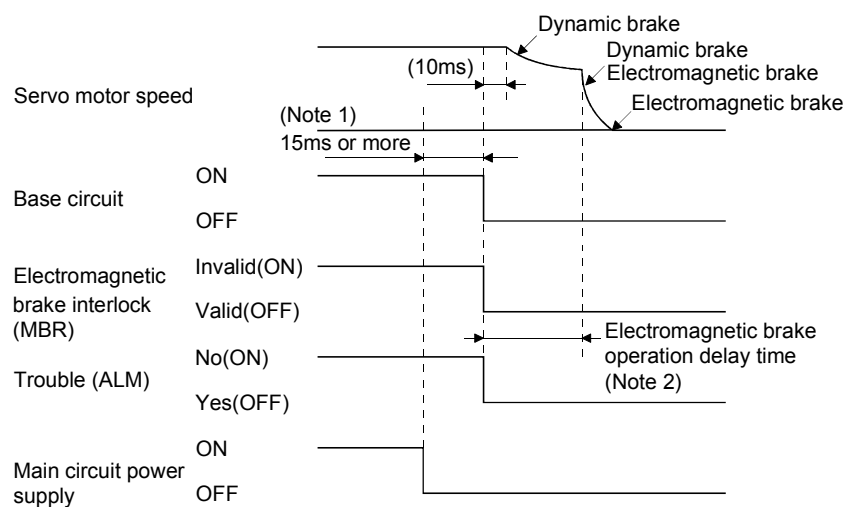 Dynamic brake
Dynamic brake
Electromagnetic brake
(10ms)
Servo motor speed
Electromagnetic brake
(Note 1)
15ms or more
ON
Base circuit
OFF
Electromagnetic
brake interlock
(MBR)
Invalid(ON)
Valid(OFF)
Electromagnetic brake
operation delay time
(Note 2)
No(ON)
Trouble (ALM)
Yes(OFF)
ON
Main circuit power
supply
OFF